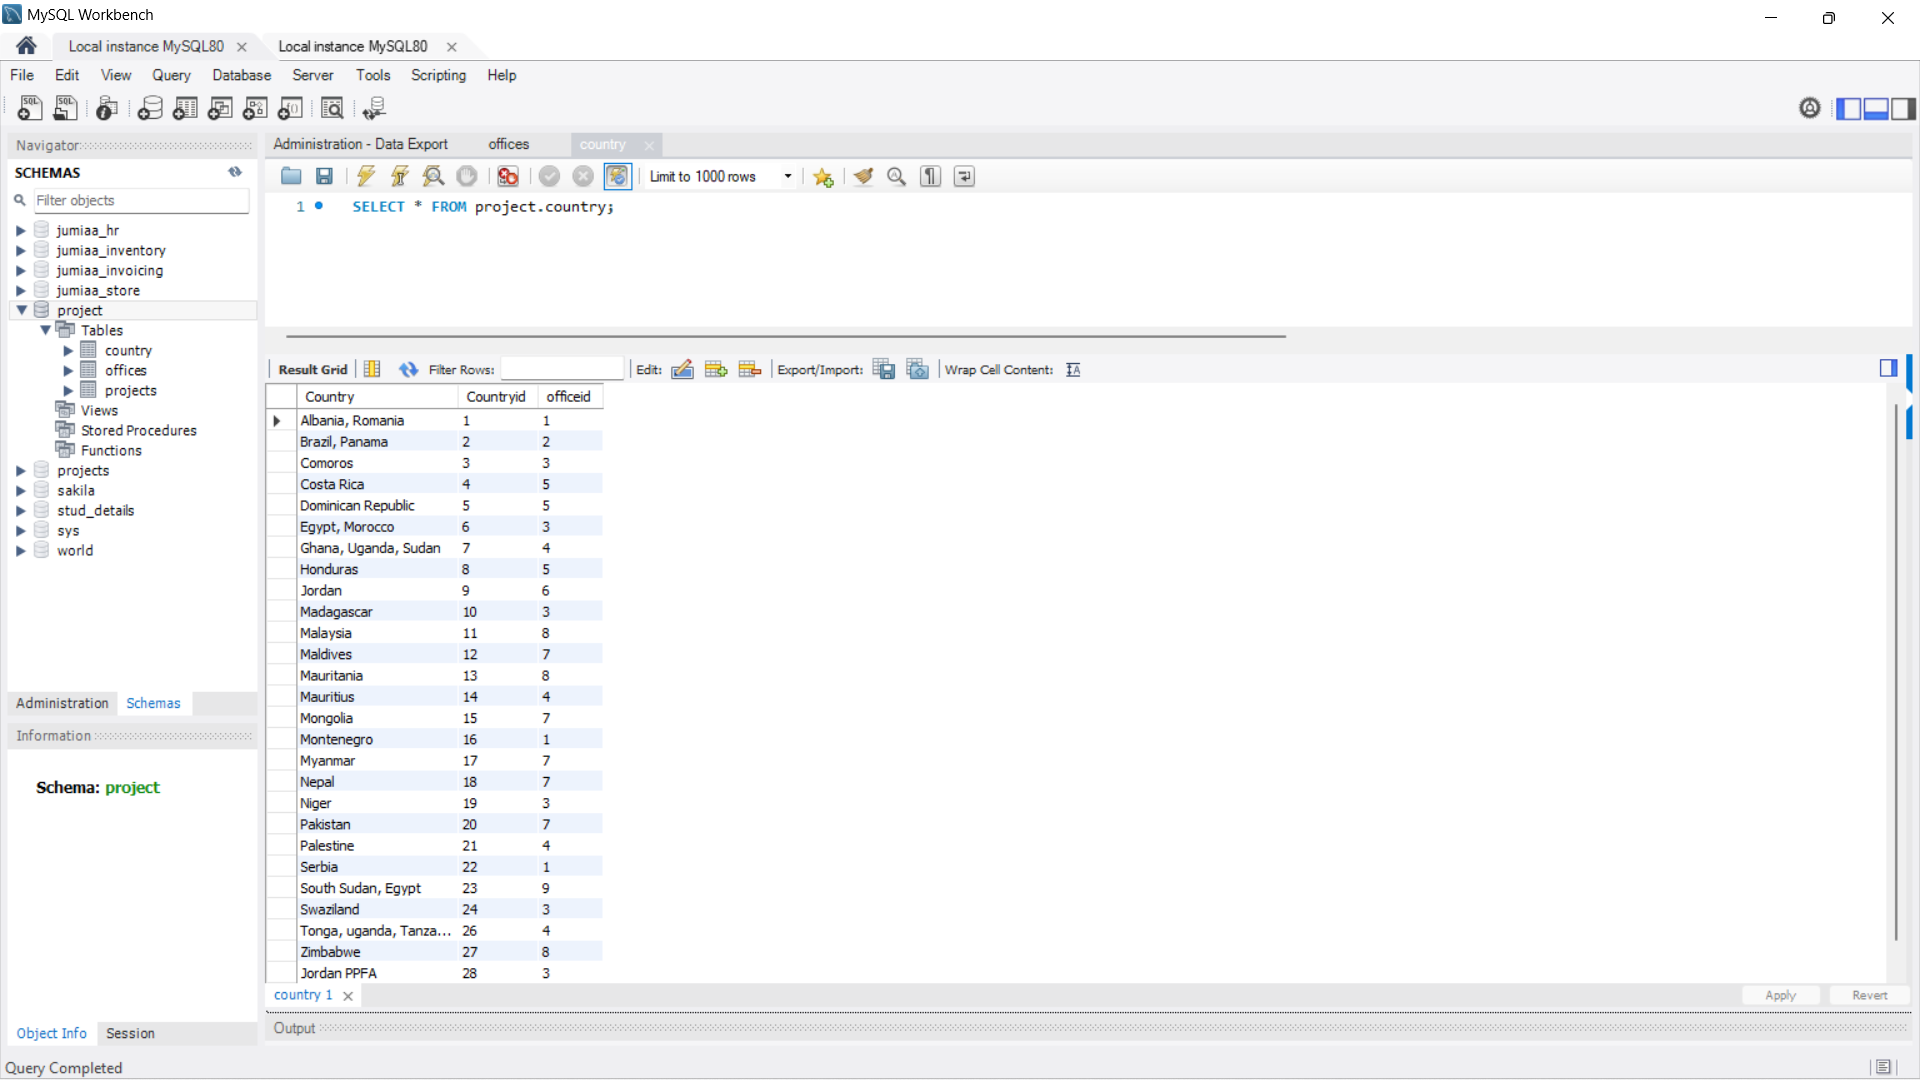 MySQL Workbench
Local instance MySQL80
Local instance MySQL80
File Edit View Query Database Server Tools Scripting Help
Navigator
SCHEMAS
Filter objects
jumiaa_hr
jumiaa_inventory
jumiaa_invoicing
jumiaa_store
project
Tables
country
offices
projects
Views
Stored Procedures
Functions
projects
sakila
stud_details
sys
world
Administration Schemas
Information
Schema: project
Object Info Session
Administration - Data Export offices country
Limit to 1000 rows
1 SELECT * FROM project.country;
Result Grid Filter Rows: Edit: Export/Import: Wrap Cell Content:
Country Countryid officeid
Albania, Romania 1 1
Brazil, Panama 2 2
Comoros 3 3
Costa Rica 4 5
Dominican Republic 5 5
Egypt, Morocco 6 3
Ghana, Uganda, Sudan 7 4
Honduras 8 5
Jordan 9 6
Madagascar 10 3
Malaysia 11 8
Maldives 12 7
Mauritania 13 8
Mauritius 14 4
Mongolia 15 7
Montenegro 16 1
Myanmar 17 7
Nepal 18 7
Niger 19 3
Pakistan 20 7
Palestine 21 4
Serbia 22 1
South Sudan, Egypt 23 9
Swaziland 24 3
Tonga, uganda, Tanza... 26 4
Zimbabwe 27 8
Jordan PPFA 28 3
country 1
Apply Revert
Output
Query Completed